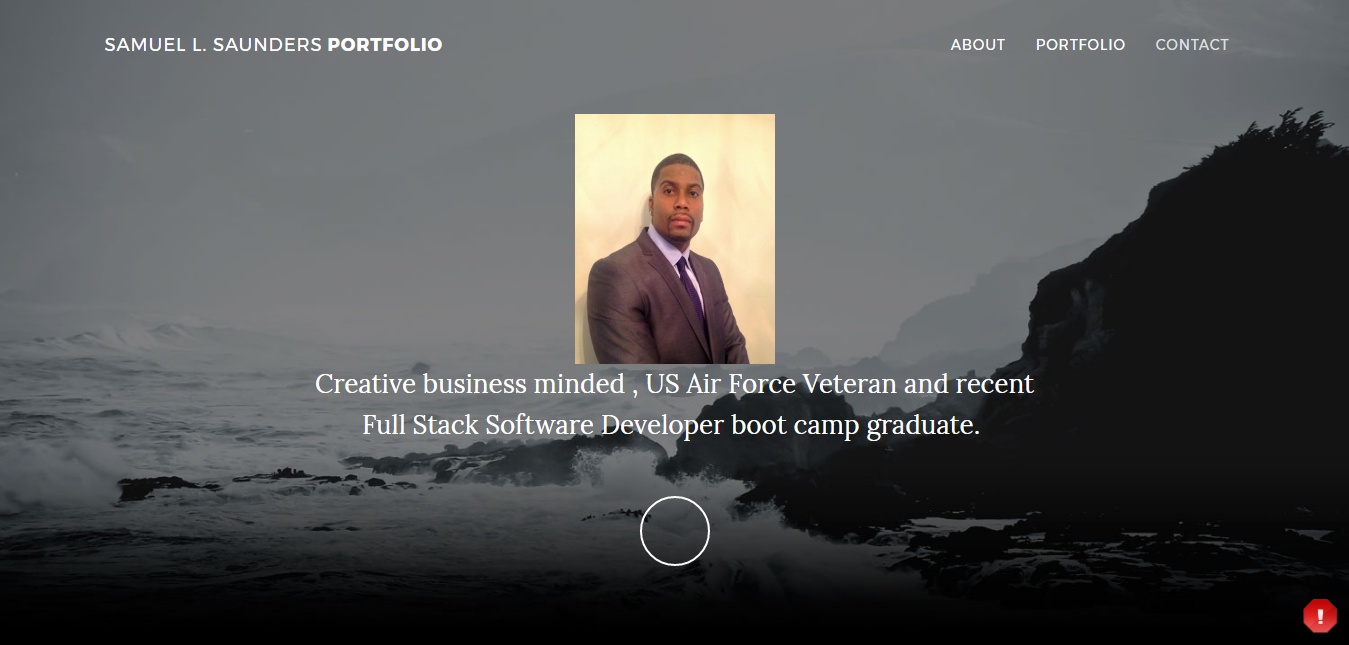 SAMUEL L. SAUNDERS PORTFOLIO
ABOUT PORTFOLIO CONTACT
Creative business minded , US Air Force Veteran and recent
Full Stack Software Developer boot camp graduate.
!